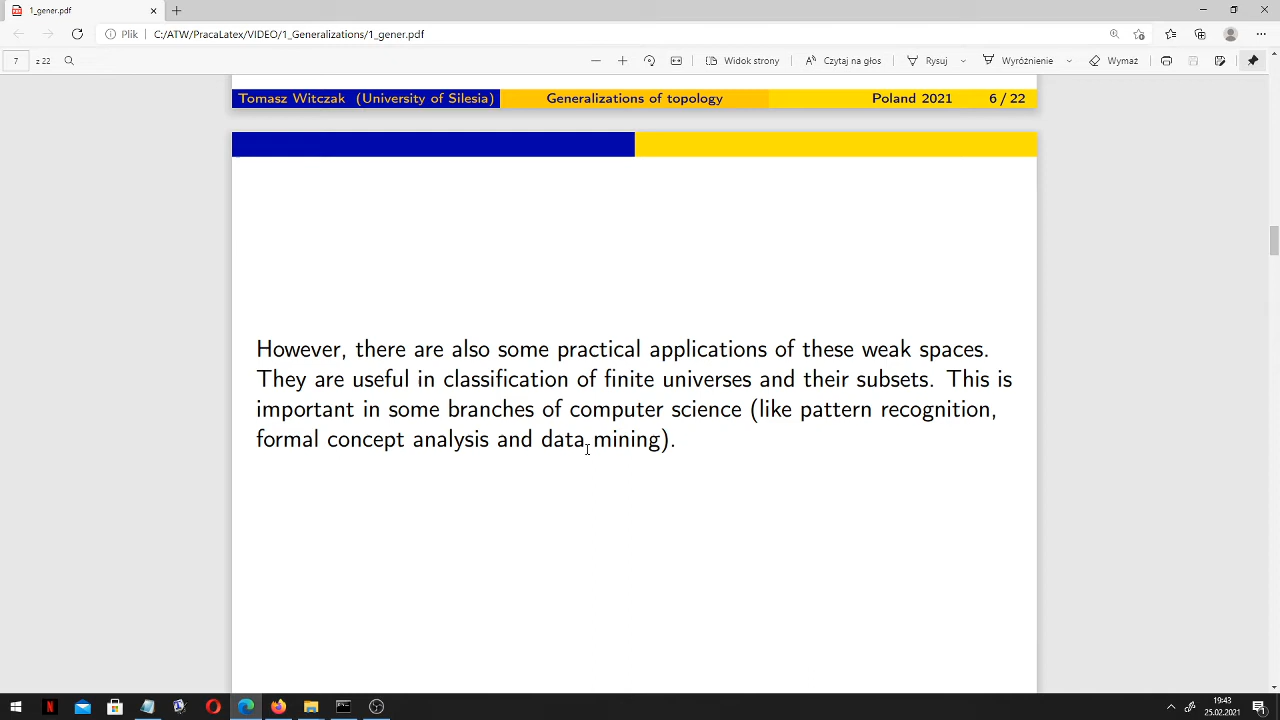 1_gener.pdf
Plik
C:/ATW/PracaLatex/VIDEO/1_Generalizations/1_gener.pdf
7
z 22
Widok strony
Czytaj na głos
Rysuj
Wyróżnienie
Wymaż
Tomasz Witczak (University of Silesia)
Generalizations of topology
Poland 2021
6 / 22
However, there are also some practical applications of these weak spaces.
They are useful in classification of finite universes and their subsets. This is
important in some branches of computer science (like pattern recognition,
formal concept analysis and data mining).
19:43
25.02.2021